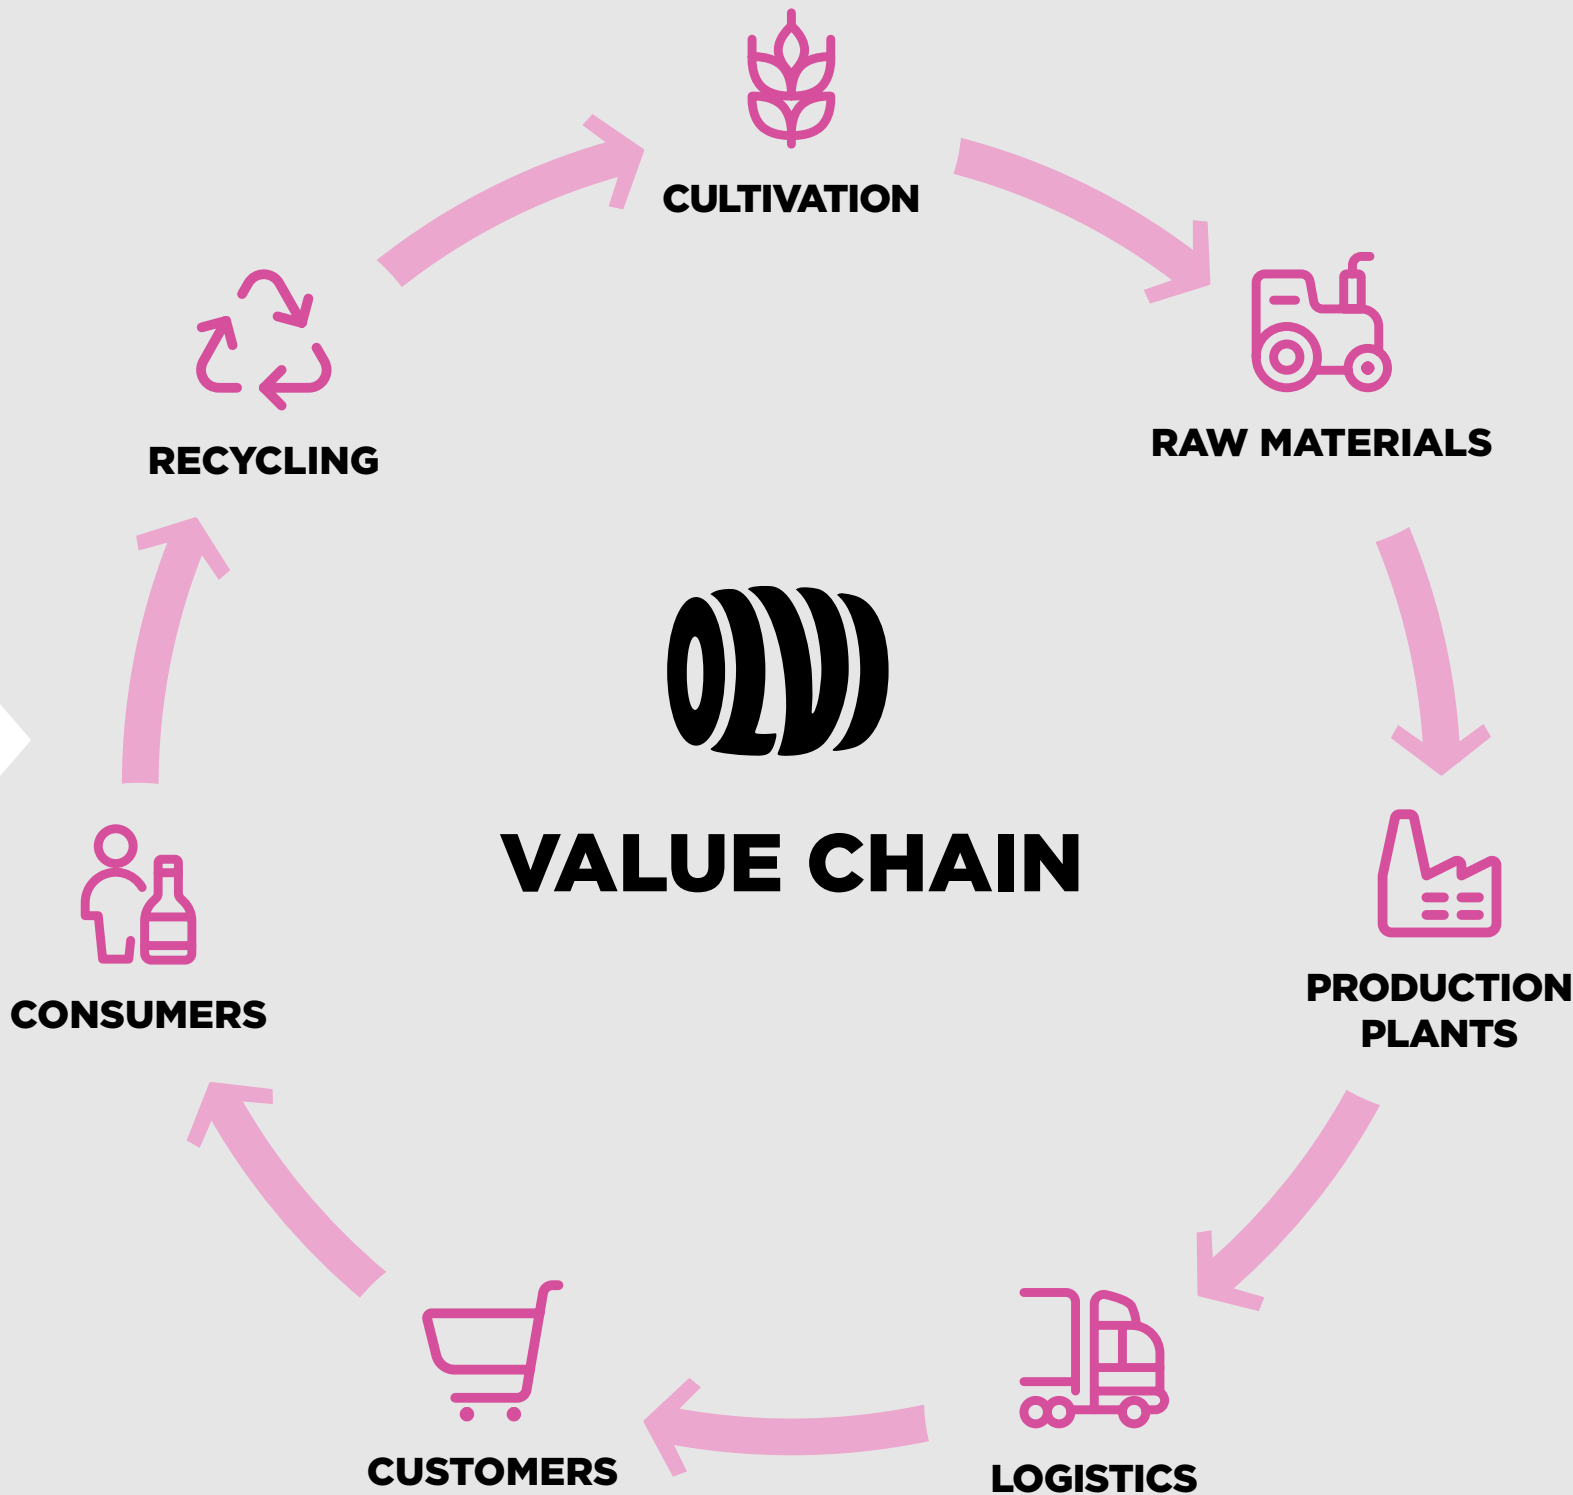 CULTIVATION
RAW MATERIALS
RECYCLING
OLVI
VALUE CHAIN
PRODUCTION
PLANTS
CONSUMERS
CUSTOMERS
LOGISTICS